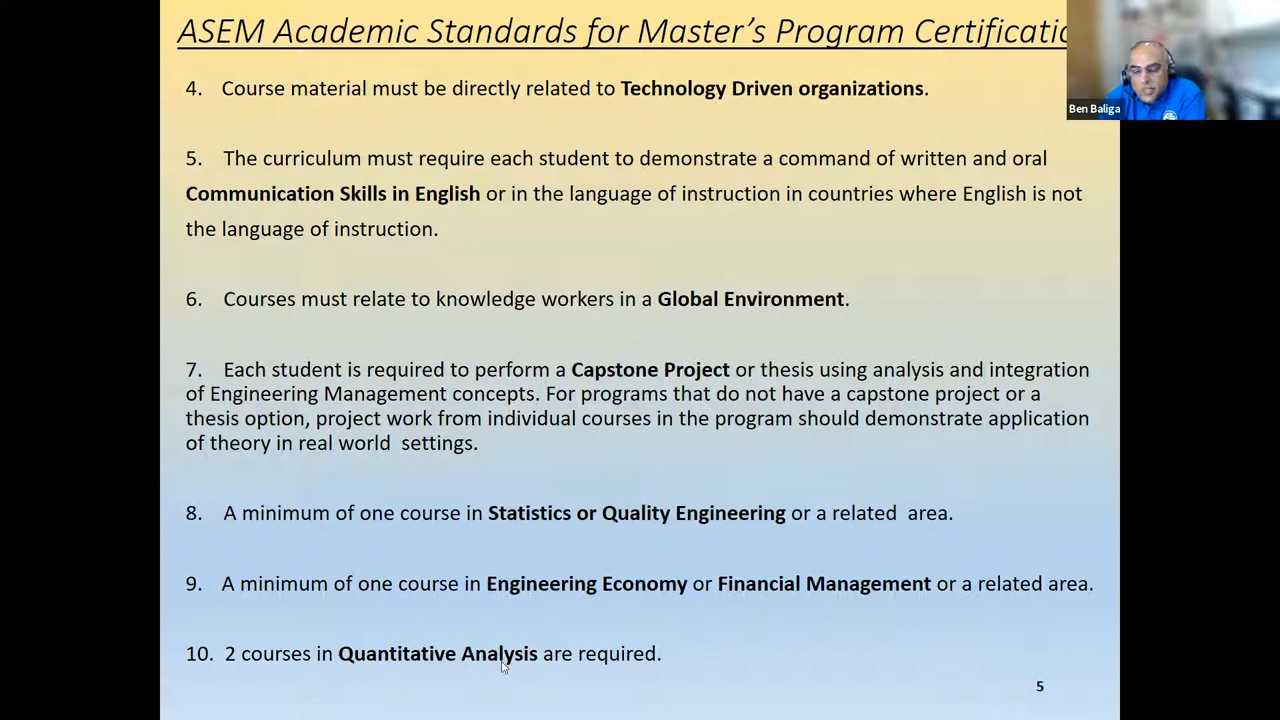 ASEM Academic Standards for Master's Program Certificatio
Ben Baliga
4. Course material must be directly related to Technology Driven organizations.
5. The curriculum must require each student to demonstrate a command of written and oral
Communication Skills in English or in the language of instruction in countries where English is not
the language of instruction.
6. Courses must relate to knowledge workers in a Global Environment.
7. Each student is required to perform a Capstone Project or thesis using analysis and integration
of Engineering Management concepts. For programs that do not have a capstone project or a
thesis option, project work from individual courses in the program should demonstrate application
of theory in real world settings.
8. A minimum of one course in Statistics or Quality Engineering or a related area.
9. A minimum of one course in Engineering Economy or Financial Management or a related area.
10. 2 courses in Quantitative Analysis are required.
5